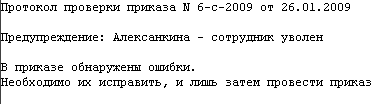 Протокол проверки приказа N 6-с-2009 от 26.01.2009
Предупреждение: Алексанкина - сотрудник уволен
В приказе обнаружены ошибки.
Необходимо их исправить, и лишь затем провести приказ